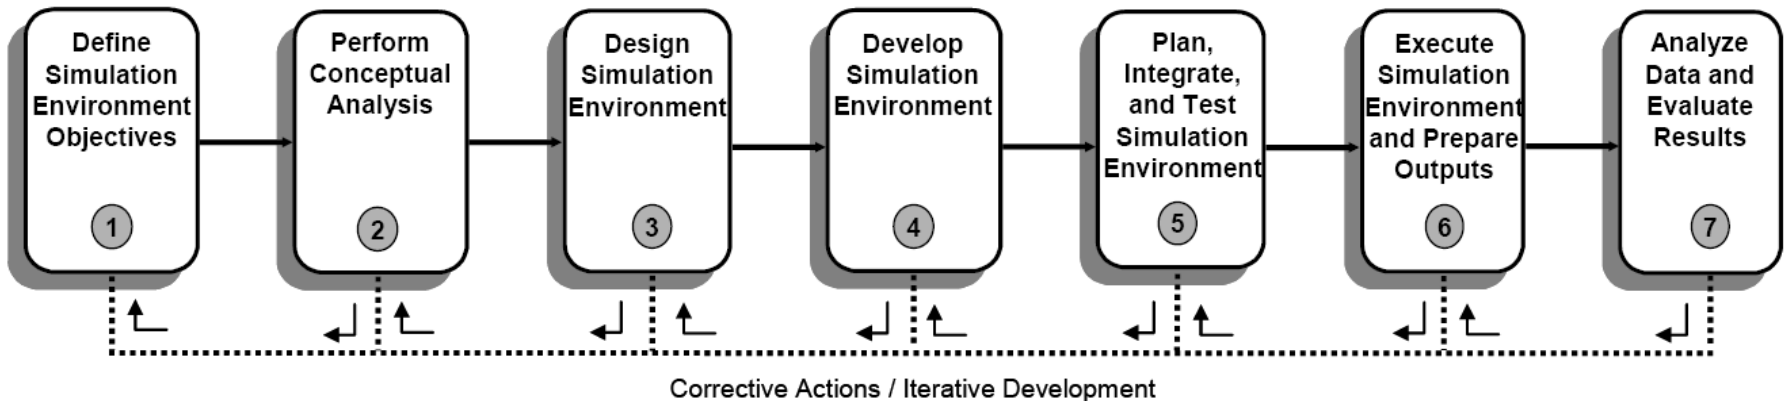 Define
Simulation
Environment
Objectives
1
Perform
Conceptual
Analysis
2
Design
Simulation
Environment
3
Develop
Simulation
Environment
4
Plan,
Integrate,
and Test
Simulation
Environment
5
Execute
Simulation
Environment
and Prepare
Outputs
6
Analyze
Data and
Evaluate
Results
7
Corrective Actions / Iterative Development